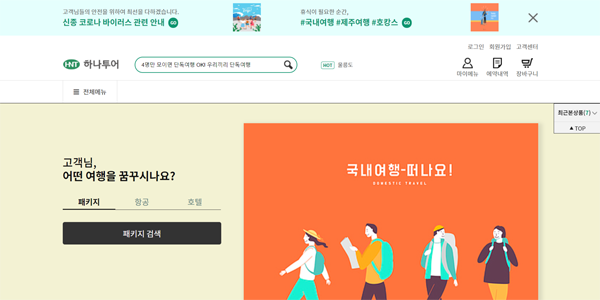 고객님들의 안전을 위하여 최선을 다하겠습니다.
신종 코로나 바이러스 관련 안내 GO
휴식이 필요한 순간,
#국내여행 #제주여행 #호캉스 GO
로그인 회원가입 고객센터
HNT 하나투어
4명만 모이면 단독여행 OK! 우리끼리 단독여행
HOT 울릉도
마이메뉴 예약내역 장바구니
전체메뉴
최근본상품(7)
▲ TOP
고객님,
어떤 여행을 꿈꾸시나요?
패키지 항공 호텔
패키지 검색
국내여행-떠나요!
DOMESTIC TRAVEL